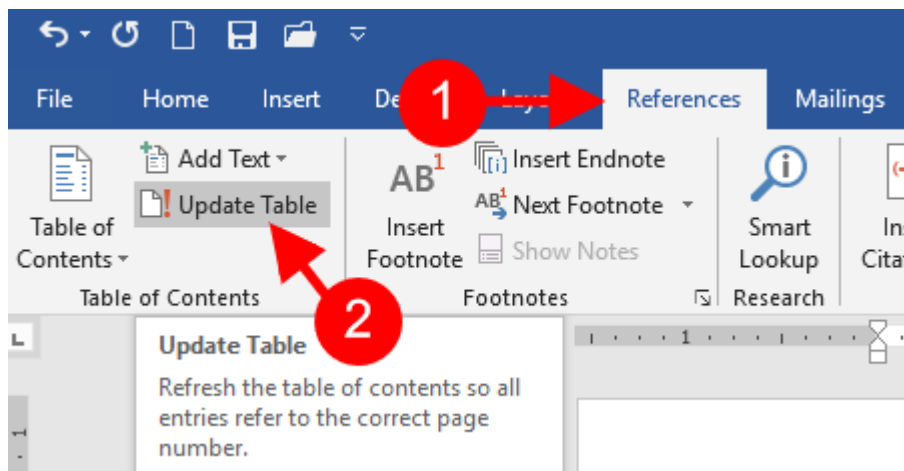 File Home Insert References Mailings
1
Add Text
Update Table
Table of
Contents
Table of Contents
AB1
Insert
Footnote
[i] Insert Endnote
AB1 Next Footnote
Show Notes
Footnotes
Smart
Lookup
Research
2
Update Table
Refresh the table of contents so all
entries refer to the correct page
number.
1
1